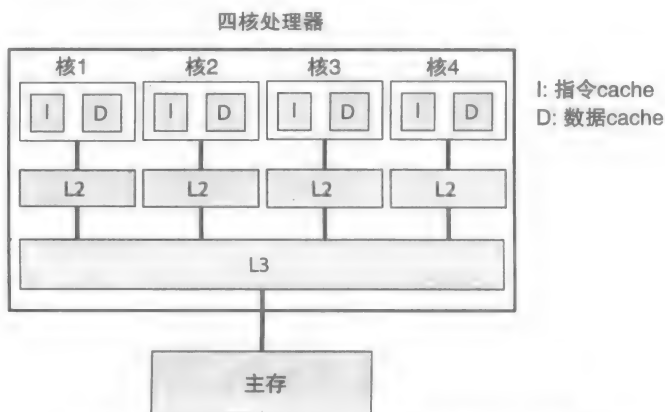 四核处理器
核1 核2 核3 核4
I D I D I D I D
I: 指令cache
D: 数据cache
L2 L2 L2 L2
L3
主存